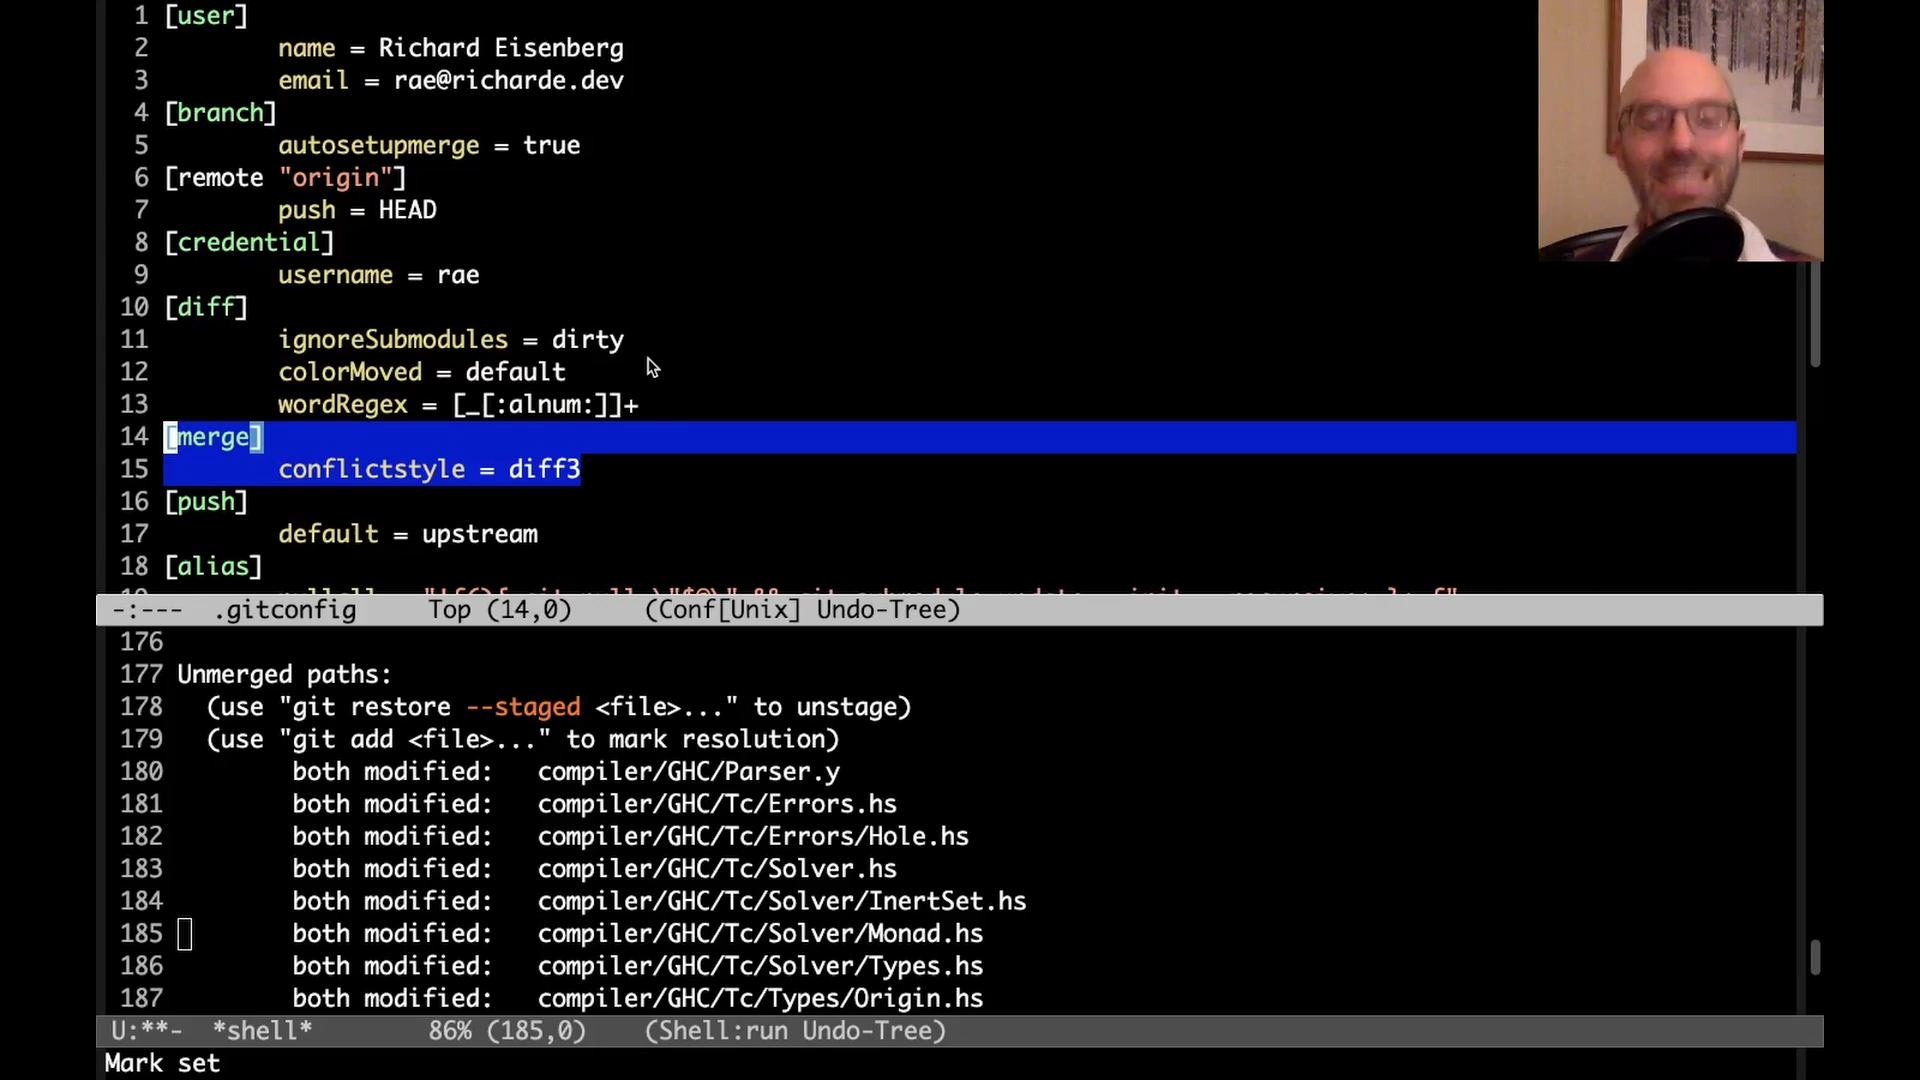 1 [user]
2 name = Richard Eisenberg
3 email = rae@richarde.dev
4 [branch]
5 autosetupmerge = true
6 [remote "origin"]
7 push = HEAD
8 [credential]
9 username = rae
10 [diff]
11 ignoreSubmodules = dirty
12 colorMoved = default
13 wordRegex = [_[:alnum:]]+
14 [merge]
15 conflictstyle = diff3
16 [push]
17 default = upstream
18 [alias]
-:--- .gitconfig Top (14,0) (Conf[Unix] Undo-Tree)
176
177 Unmerged paths:
178 (use "git restore --staged <file>..." to unstage)
179 (use "git add <file>..." to mark resolution)
180 both modified: compiler/GHC/Parser.y
181 both modified: compiler/GHC/Tc/Errors.hs
182 both modified: compiler/GHC/Tc/Errors/Hole.hs
183 both modified: compiler/GHC/Tc/Solver.hs
184 both modified: compiler/GHC/Tc/Solver/InertSet.hs
185 both modified: compiler/GHC/Tc/Solver/Monad.hs
186 both modified: compiler/GHC/Tc/Solver/Types.hs
187 both modified: compiler/GHC/Tc/Types/Origin.hs
U:**- *shell* 86% (185,0) (Shell:run Undo-Tree)
Mark set